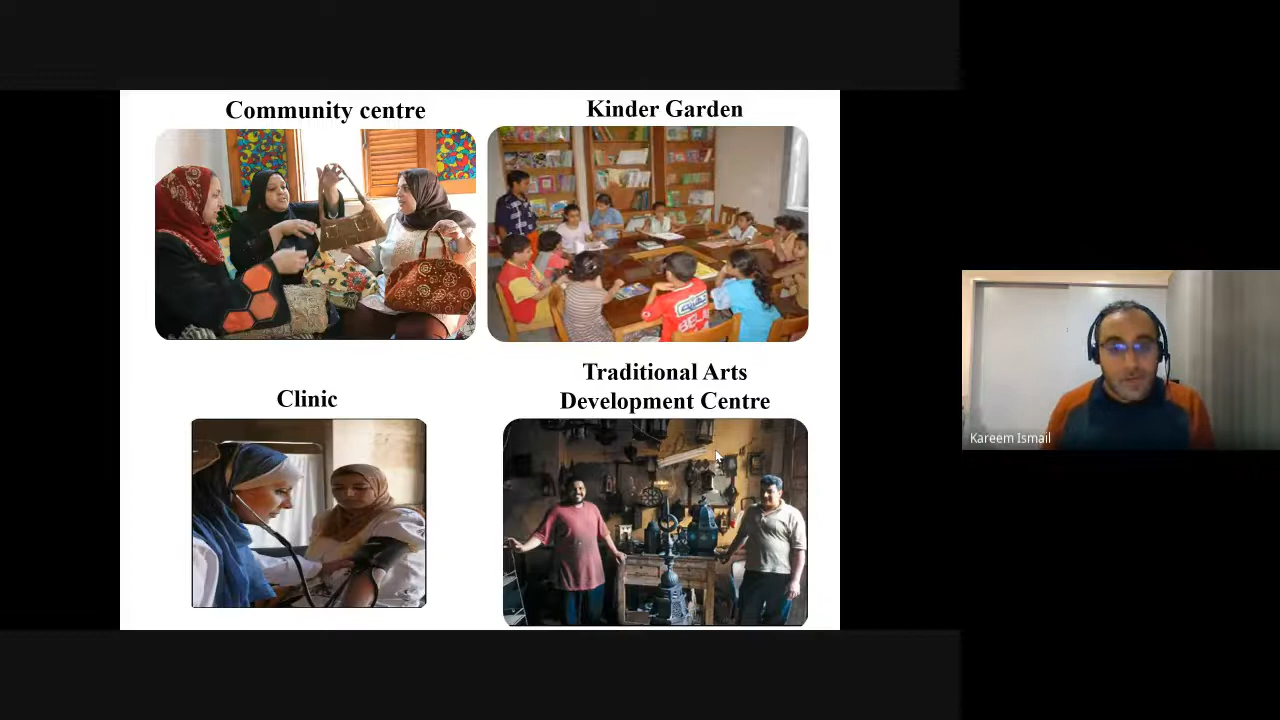 Community centre
Kinder Garden
Traditional Arts
Development Centre
Clinic
Kareem Ismail